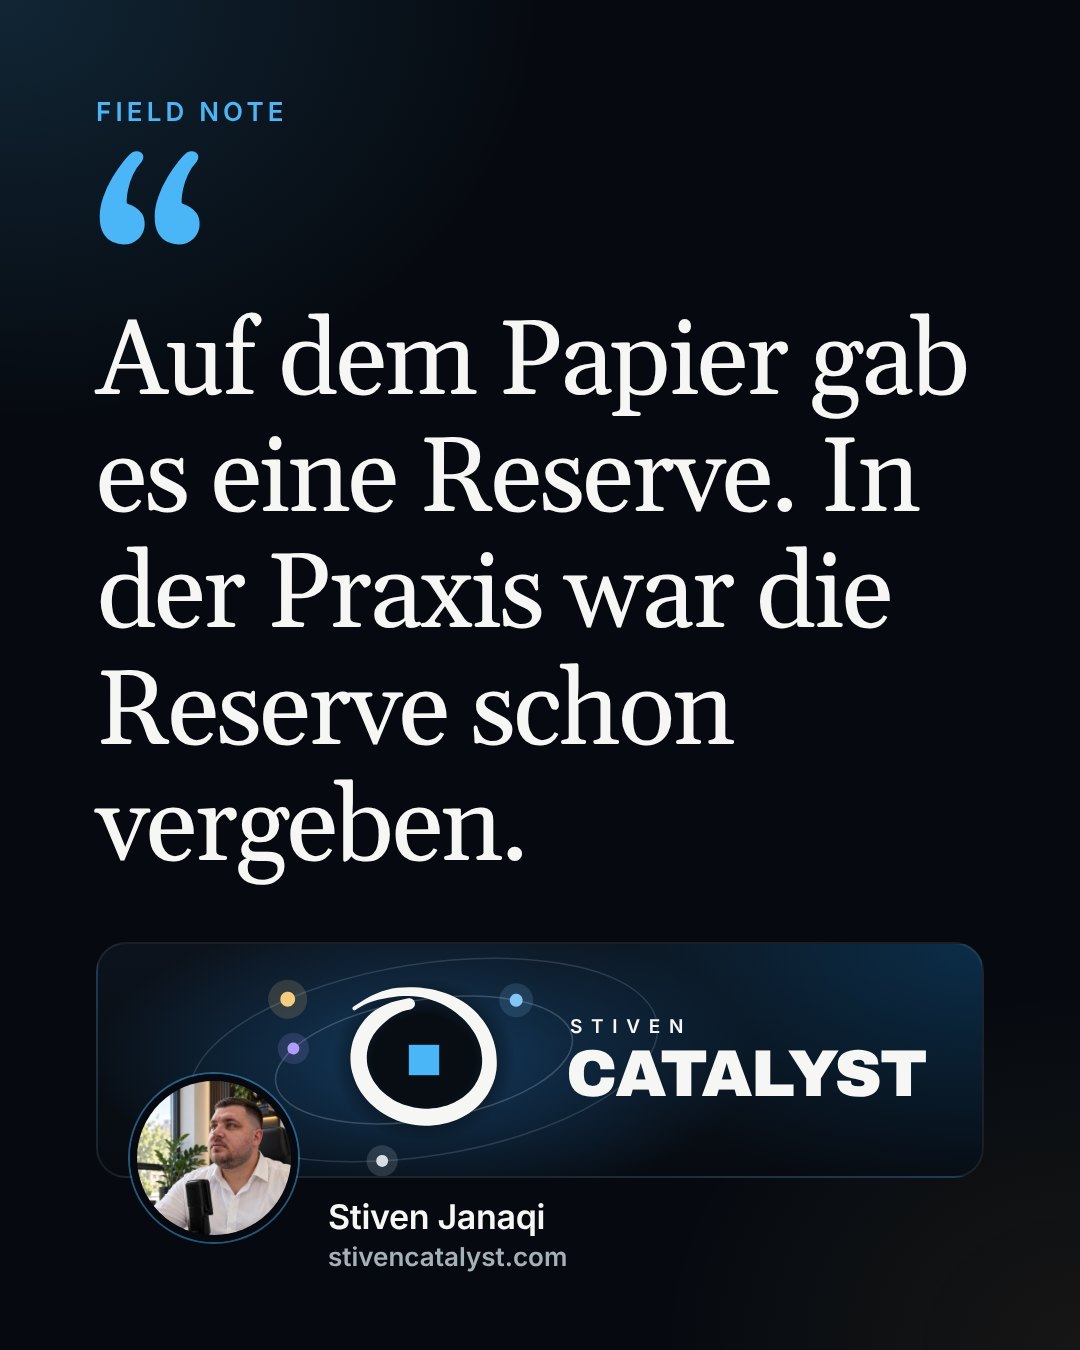 FIELD NOTE
“
Auf dem Papier gab
es eine Reserve. In
der Praxis war die
Reserve schon
vergeben.
STIVEN
CATALYST
Stiven Janaqi
stivencatalyst.com